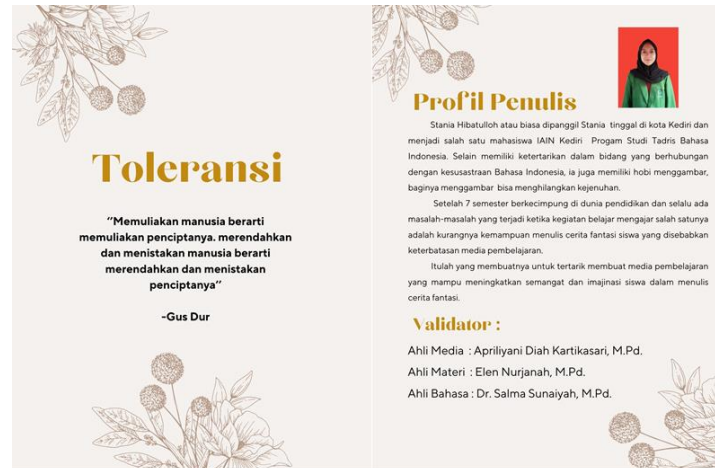 Toleransi
"Memuliakan manusia berarti
memuliakan penciptanya. merendahkan
dan menistakan manusia berarti
merendahkan dan menistakan
penciptanya"
-Gus Dur
Profil Penulis
Stania Hibatulloh atau biasa dipanggil Stania tinggal di kota Kediri dan
menjadi salah satu mahasiswa IAIN Kediri Progam Studi Tadris Bahasa
Indonesia. Selain memiliki ketertarikan dalam bidang yang berhubungan
dengan kesusastraan Bahasa Indonesia, ia juga memiliki hobi menggambar,
baginya menggambar bisa menghilangkan kejenuhan.
Setelah 7 semester berkecimpung di dunia pendidikan dan selalu ada
masalah-masalah yang terjadi ketika kegiatan belajar mengajar salah satunya
adalah kurangnya kemampuan menulis cerita fantasi siswa yang disebabkan
keterbatasan media pembelajaran.
Itulah yang membuatnya untuk tertarik membuat media pembelajaran
yang mampu meningkatkan semangat dan imajinasi siswa dalam menulis
cerita fantasi.
Validator :
Ahli Media : Apriliyani Diah Kartikasari, M.Pd.
Ahli Materi : Elen Nurjanah, M.Pd.
Ahli Bahasa : Dr. Salma Sunaiyah, M.Pd.